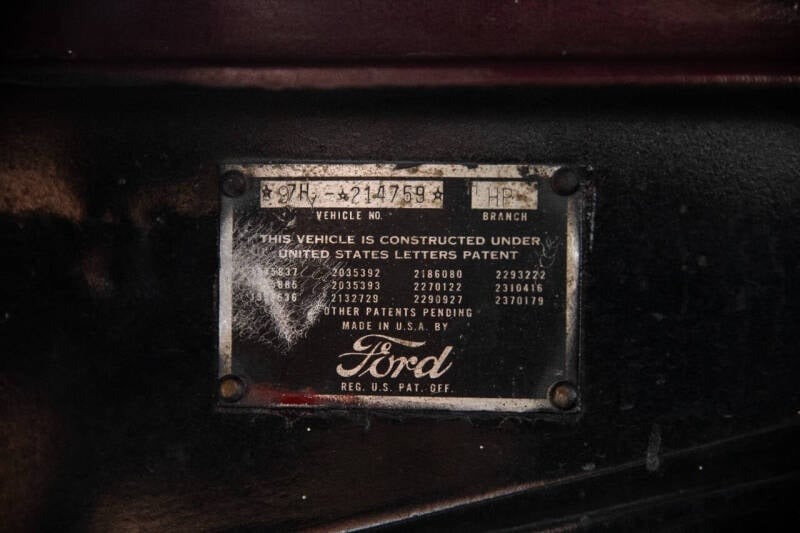 ☆97H-☆214759☆ HP
VEHICLE NO. BRANCH
THIS VEHICLE IS CONSTRUCTED UNDER
UNITED STATES LETTERS PATENT
2035392 2186080 2293222
2035393 2270122 2310416
2132729 2290927 2370179
OTHER PATENTS PENDING
MADE IN U.S.A. BY
Ford
REG. U.S. PAT. OFF.